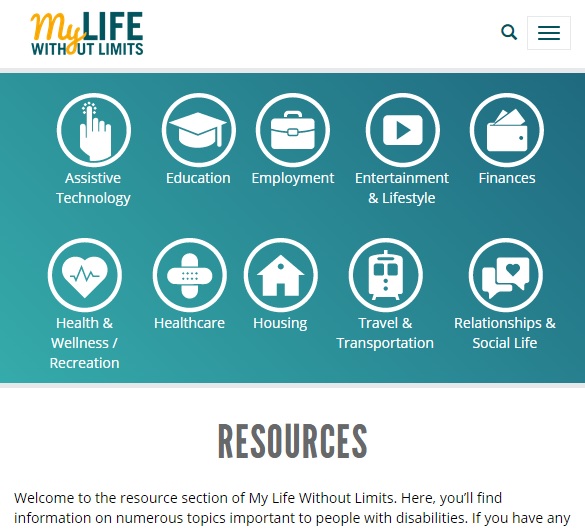 My LIFE
WITHOUT LIMITS
Assistive
Technology
Education
Employment
Entertainment
& Lifestyle
Finances
Health &
Wellness /
Recreation
Healthcare
Housing
Travel &
Transportation
Relationships &
Social Life
RESOURCES
Welcome to the resource section of My Life Without Limits. Here, you’ll find
information on numerous topics important to people with disabilities. If you have any